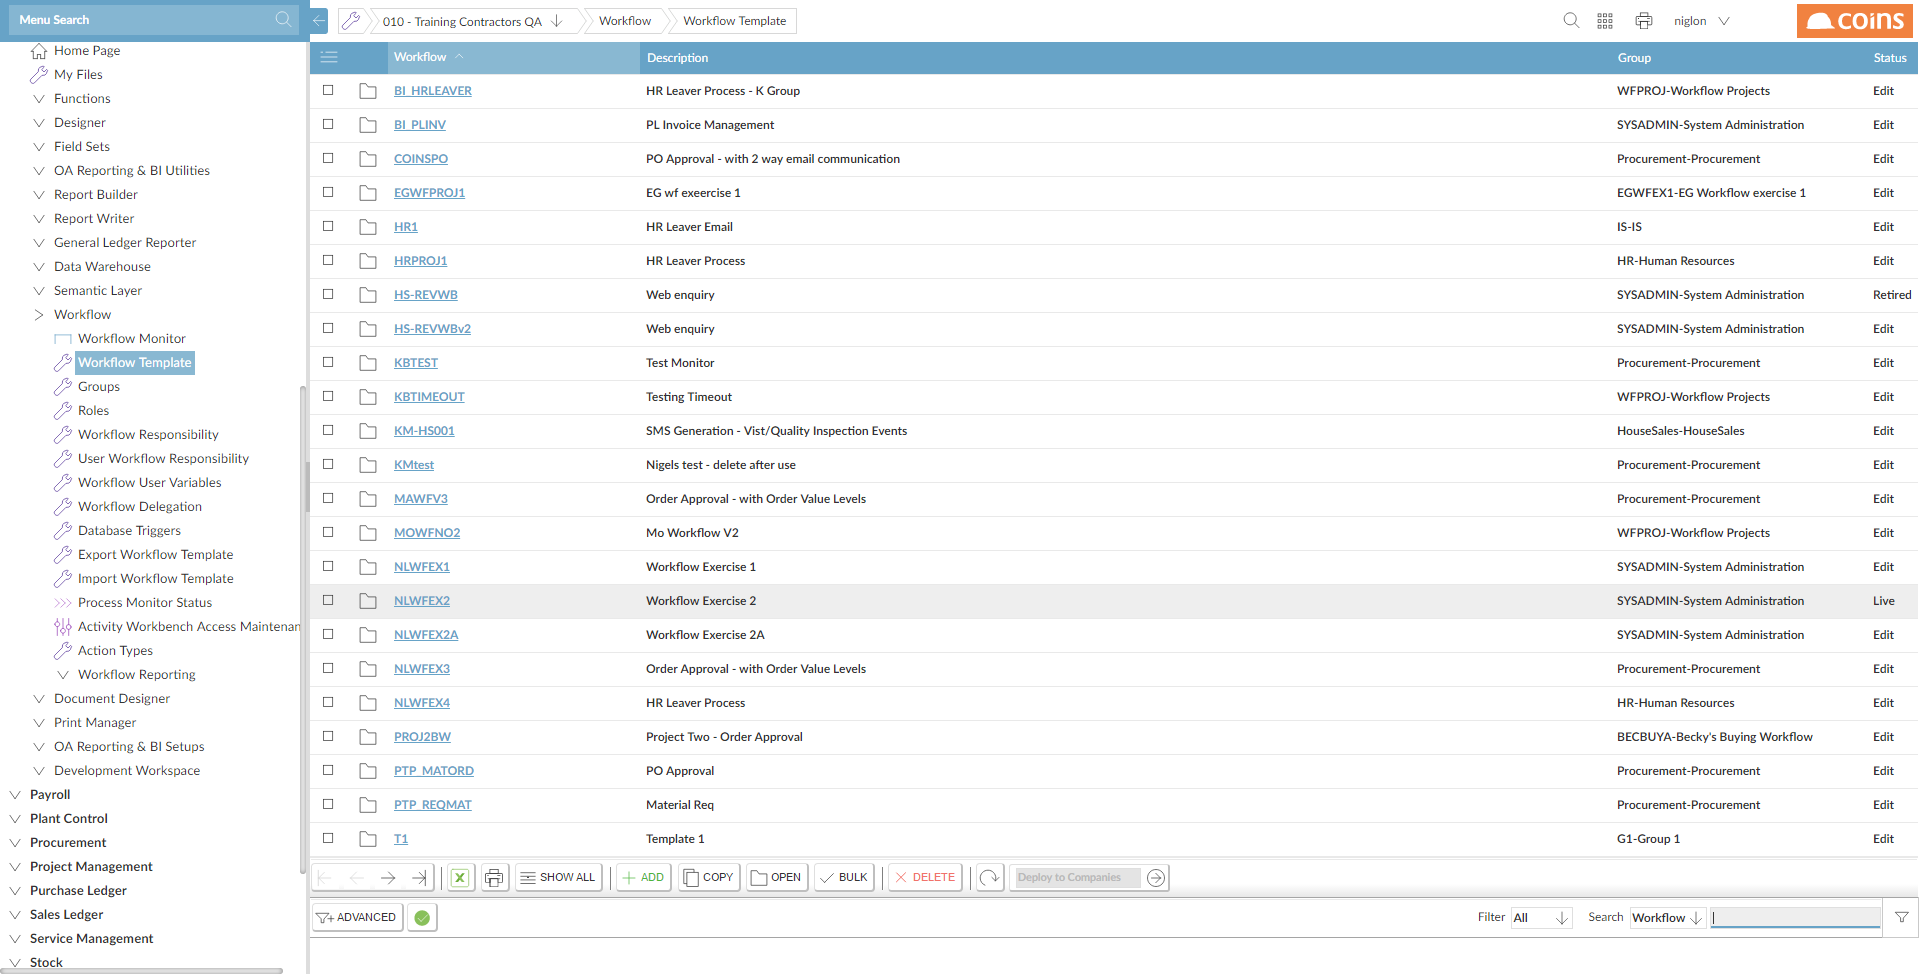 Menu Search
010 - Training Contractors QA
Workflow
Workflow Template
niglon
coins
Home Page
My Files
Functions
Designer
Field Sets
OA Reporting & BI Utilities
Report Builder
Report Writer
General Ledger Reporter
Data Warehouse
Semantic Layer
Workflow
Workflow Monitor
Workflow Template
Groups
Roles
Workflow Responsibility
User Workflow Responsibility
Workflow User Variables
Workflow Delegation
Database Triggers
Export Workflow Template
Import Workflow Template
Process Monitor Status
Activity Workbench Access Maintenan
Action Types
Workflow Reporting
Document Designer
Print Manager
OA Reporting & BI Setups
Development Workspace
Payroll
Plant Control
Procurement
Project Management
Purchase Ledger
Sales Ledger
Service Management
Stock
Workflow Description Group Status
BI_HRLEAVER HR Leaver Process - K Group WFPROJ-Workflow Projects Edit
BI_PLINV PL Invoice Management SYSADMIN-System Administration Edit
COINSPO PO Approval - with 2 way email communication Procurement-Procurement Edit
EGWFPROJ1 EG wf exeercise 1 EGWFEX1-EG Workflow exercise 1 Edit
HR1 HR Leaver Email IS-IS Edit
HRPROJ1 HR Leaver Process HR-Human Resources Edit
HS-REVWB Web enquiry SYSADMIN-System Administration Retired
HS-REVWBv2 Web enquiry SYSADMIN-System Administration Edit
KBTEST Test Monitor Procurement-Procurement Edit
KBTIMEOUT Testing Timeout WFPROJ-Workflow Projects Edit
KM-HS001 SMS Generation - Vist/Quality Inspection Events HouseSales-HouseSales Edit
KMtest Nigels test - delete after use Procurement-Procurement Edit
MAWFV3 Order Approval - with Order Value Levels Procurement-Procurement Edit
MOWFNO2 Mo Workflow V2 WFPROJ-Workflow Projects Edit
NLWFEX1 Workflow Exercise 1 SYSADMIN-System Administration Edit
NLWFEX2 Workflow Exercise 2 SYSADMIN-System Administration Live
NLWFEX2A Workflow Exercise 2A SYSADMIN-System Administration Edit
NLWFEX3 Order Approval - with Order Value Levels Procurement-Procurement Edit
NLWFEX4 HR Leaver Process HR-Human Resources Edit
PROJ2BW Project Two - Order Approval BECBUYA-Becky's Buying Workflow Edit
PTP_MATORD PO Approval Procurement-Procurement Edit
PTP_REQMAT Material Req Procurement-Procurement Edit
T1 Template 1 G1-Group 1 Edit
SHOW ALL ADD COPY OPEN BULK DELETE Deploy to Companies
ADVANCED Filter All Search Workflow